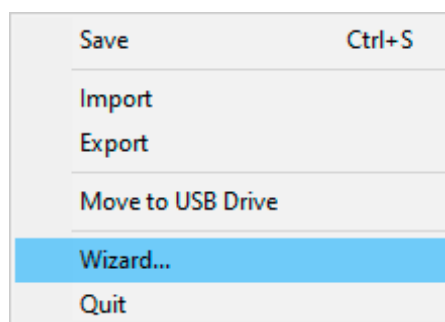 Save Ctrl+S
Import
Export
Move to USB Drive
Wizard...
Quit